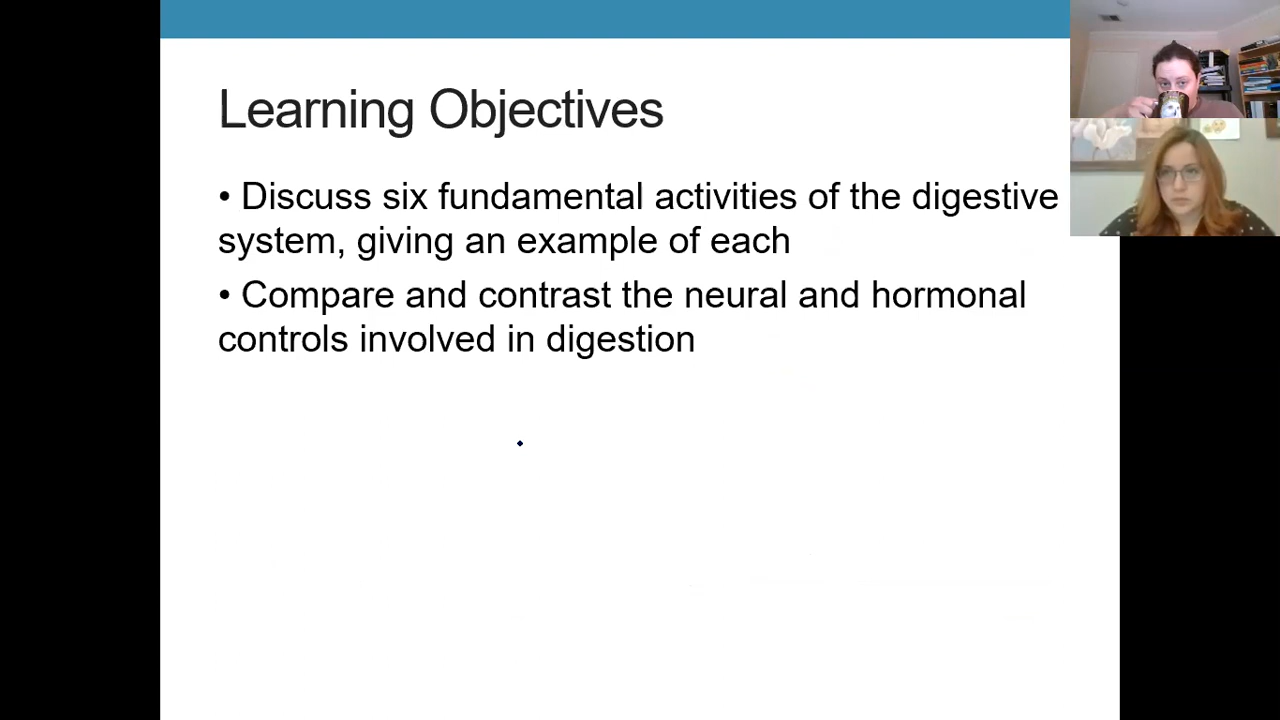 Learning Objectives
• Discuss six fundamental activities of the digestive
system, giving an example of each
• Compare and contrast the neural and hormonal
controls involved in digestion